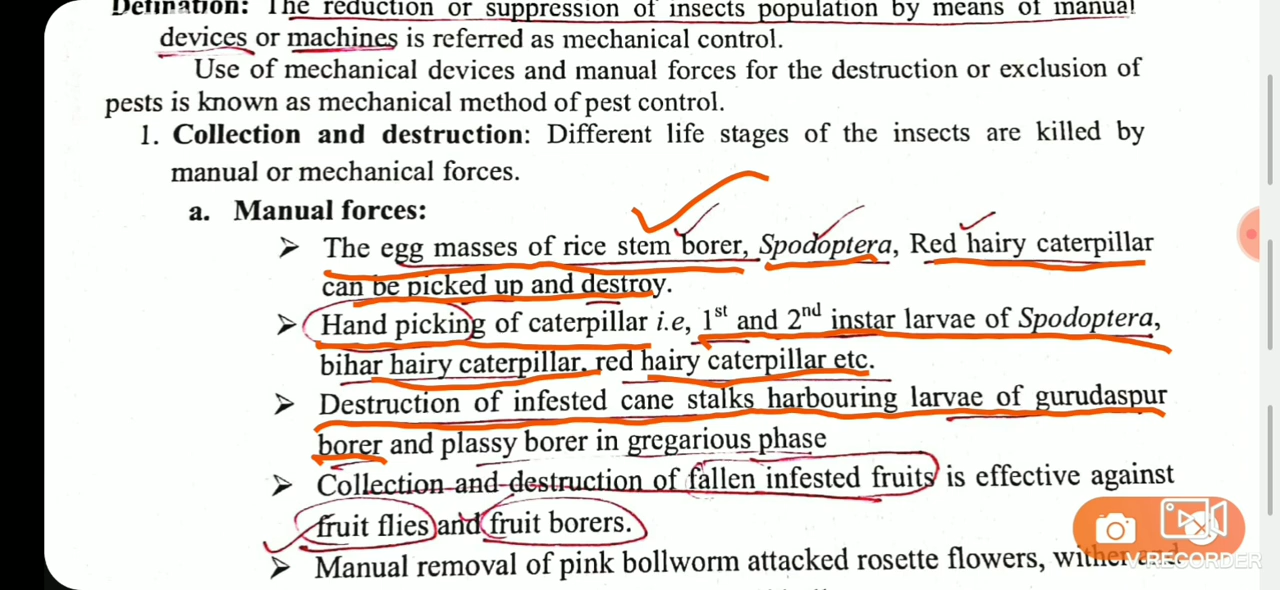 Defination: The reduction or suppression of insects population by means of manual
devices or machines is referred as mechanical control.
Use of mechanical devices and manual forces for the destruction or exclusion of
pests is known as mechanical method of pest control.
1. Collection and destruction: Different life stages of the insects are killed by
manual or mechanical forces.
a. Manual forces:
➢ The egg masses of rice stem borer, Spodoptera, Red hairy caterpillar
can be picked up and destroy.
➢ Hand picking of caterpillar i.e, 1st and 2nd instar larvae of Spodoptera,
bihar hairy caterpillar, red hairy caterpillar etc.
➢ Destruction of infested cane stalks harbouring larvae of gurudaspur
borer and plassy borer in gregarious phase
➢ Collection and destruction of fallen infested fruits is effective against
fruit flies and fruit borers.
➢ Manual removal of pink bollworm attacked rosette flowers, wither and
V RECORDER